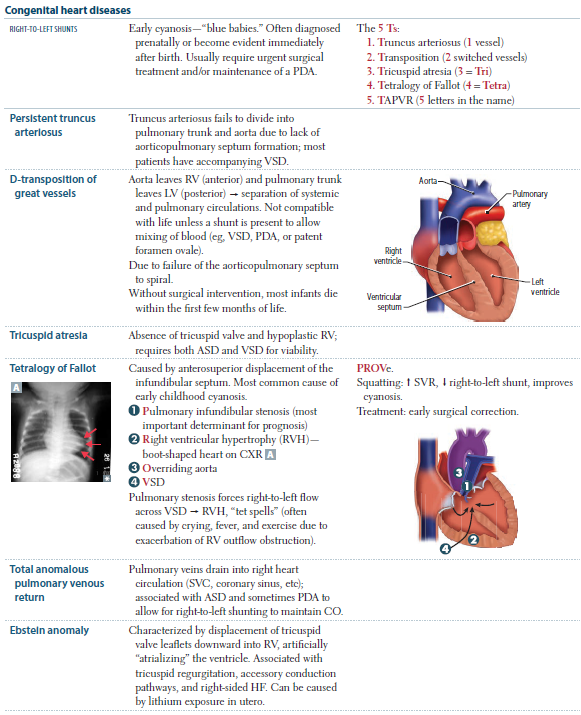 Congenital heart diseases
RIGHT-TO-LEFT SHUNTS
Early cyanosis—“blue babies.” Often diagnosed
prenatally or become evident immediately
after birth. Usually require urgent surgical
treatment and/or maintenance of a PDA.
The 5 Ts:
1. Truncus arteriosus (1 vessel)
2. Transposition (2 switched vessels)
3. Tricuspid atresia (3 = Tri)
4. Tetralogy of Fallot (4 = Tetra)
5. TAPVR (5 letters in the name)
Persistent truncus
arteriosus
Truncus arteriosus fails to divide into
pulmonary trunk and aorta due to lack of
aorticopulmonary septum formation; most
patients have accompanying VSD.
D-transposition of
great vessels
Aorta leaves RV (anterior) and pulmonary trunk
leaves LV (posterior) → separation of systemic
and pulmonary circulations. Not compatible
with life unless a shunt is present to allow
mixing of blood (eg, VSD, PDA, or patent
foramen ovale).
Due to failure of the aorticopulmonary septum
to spiral.
Without surgical intervention, most infants die
within the first few months of life.
Aorta
Pulmonary
artery
Right
ventricle
Left
ventricle
Ventricular
septum
Tricuspid atresia
Absence of tricuspid valve and hypoplastic RV;
requires both ASD and VSD for viability.
Tetralogy of Fallot
A
Caused by anterosuperior displacement of the
infundibular septum. Most common cause of
early childhood cyanosis.
1 Pulmonary infundibular stenosis (most
important determinant for prognosis)
2 Right ventricular hypertrophy (RVH)—
boot-shaped heart on CXR A
3 Overriding aorta
4 VSD
Pulmonary stenosis forces right-to-left flow
across VSD → RVH, “tet spells” (often
caused by crying, fever, and exercise due to
exacerbation of RV outflow obstruction).
PROVe.
Squatting: ↑ SVR, ↓ right-to-left shunt, improves
cyanosis.
Treatment: early surgical correction.
3
1
2
4
Total anomalous
pulmonary venous
return
Pulmonary veins drain into right heart
circulation (SVC, coronary sinus, etc);
associated with ASD and sometimes PDA to
allow for right-to-left shunting to maintain CO.
Ebstein anomaly
Characterized by displacement of tricuspid
valve leaflets downward into RV, artificially
“atrializing” the ventricle. Associated with
tricuspid regurgitation, accessory conduction
pathways, and right-sided HF. Can be caused
by lithium exposure in utero.